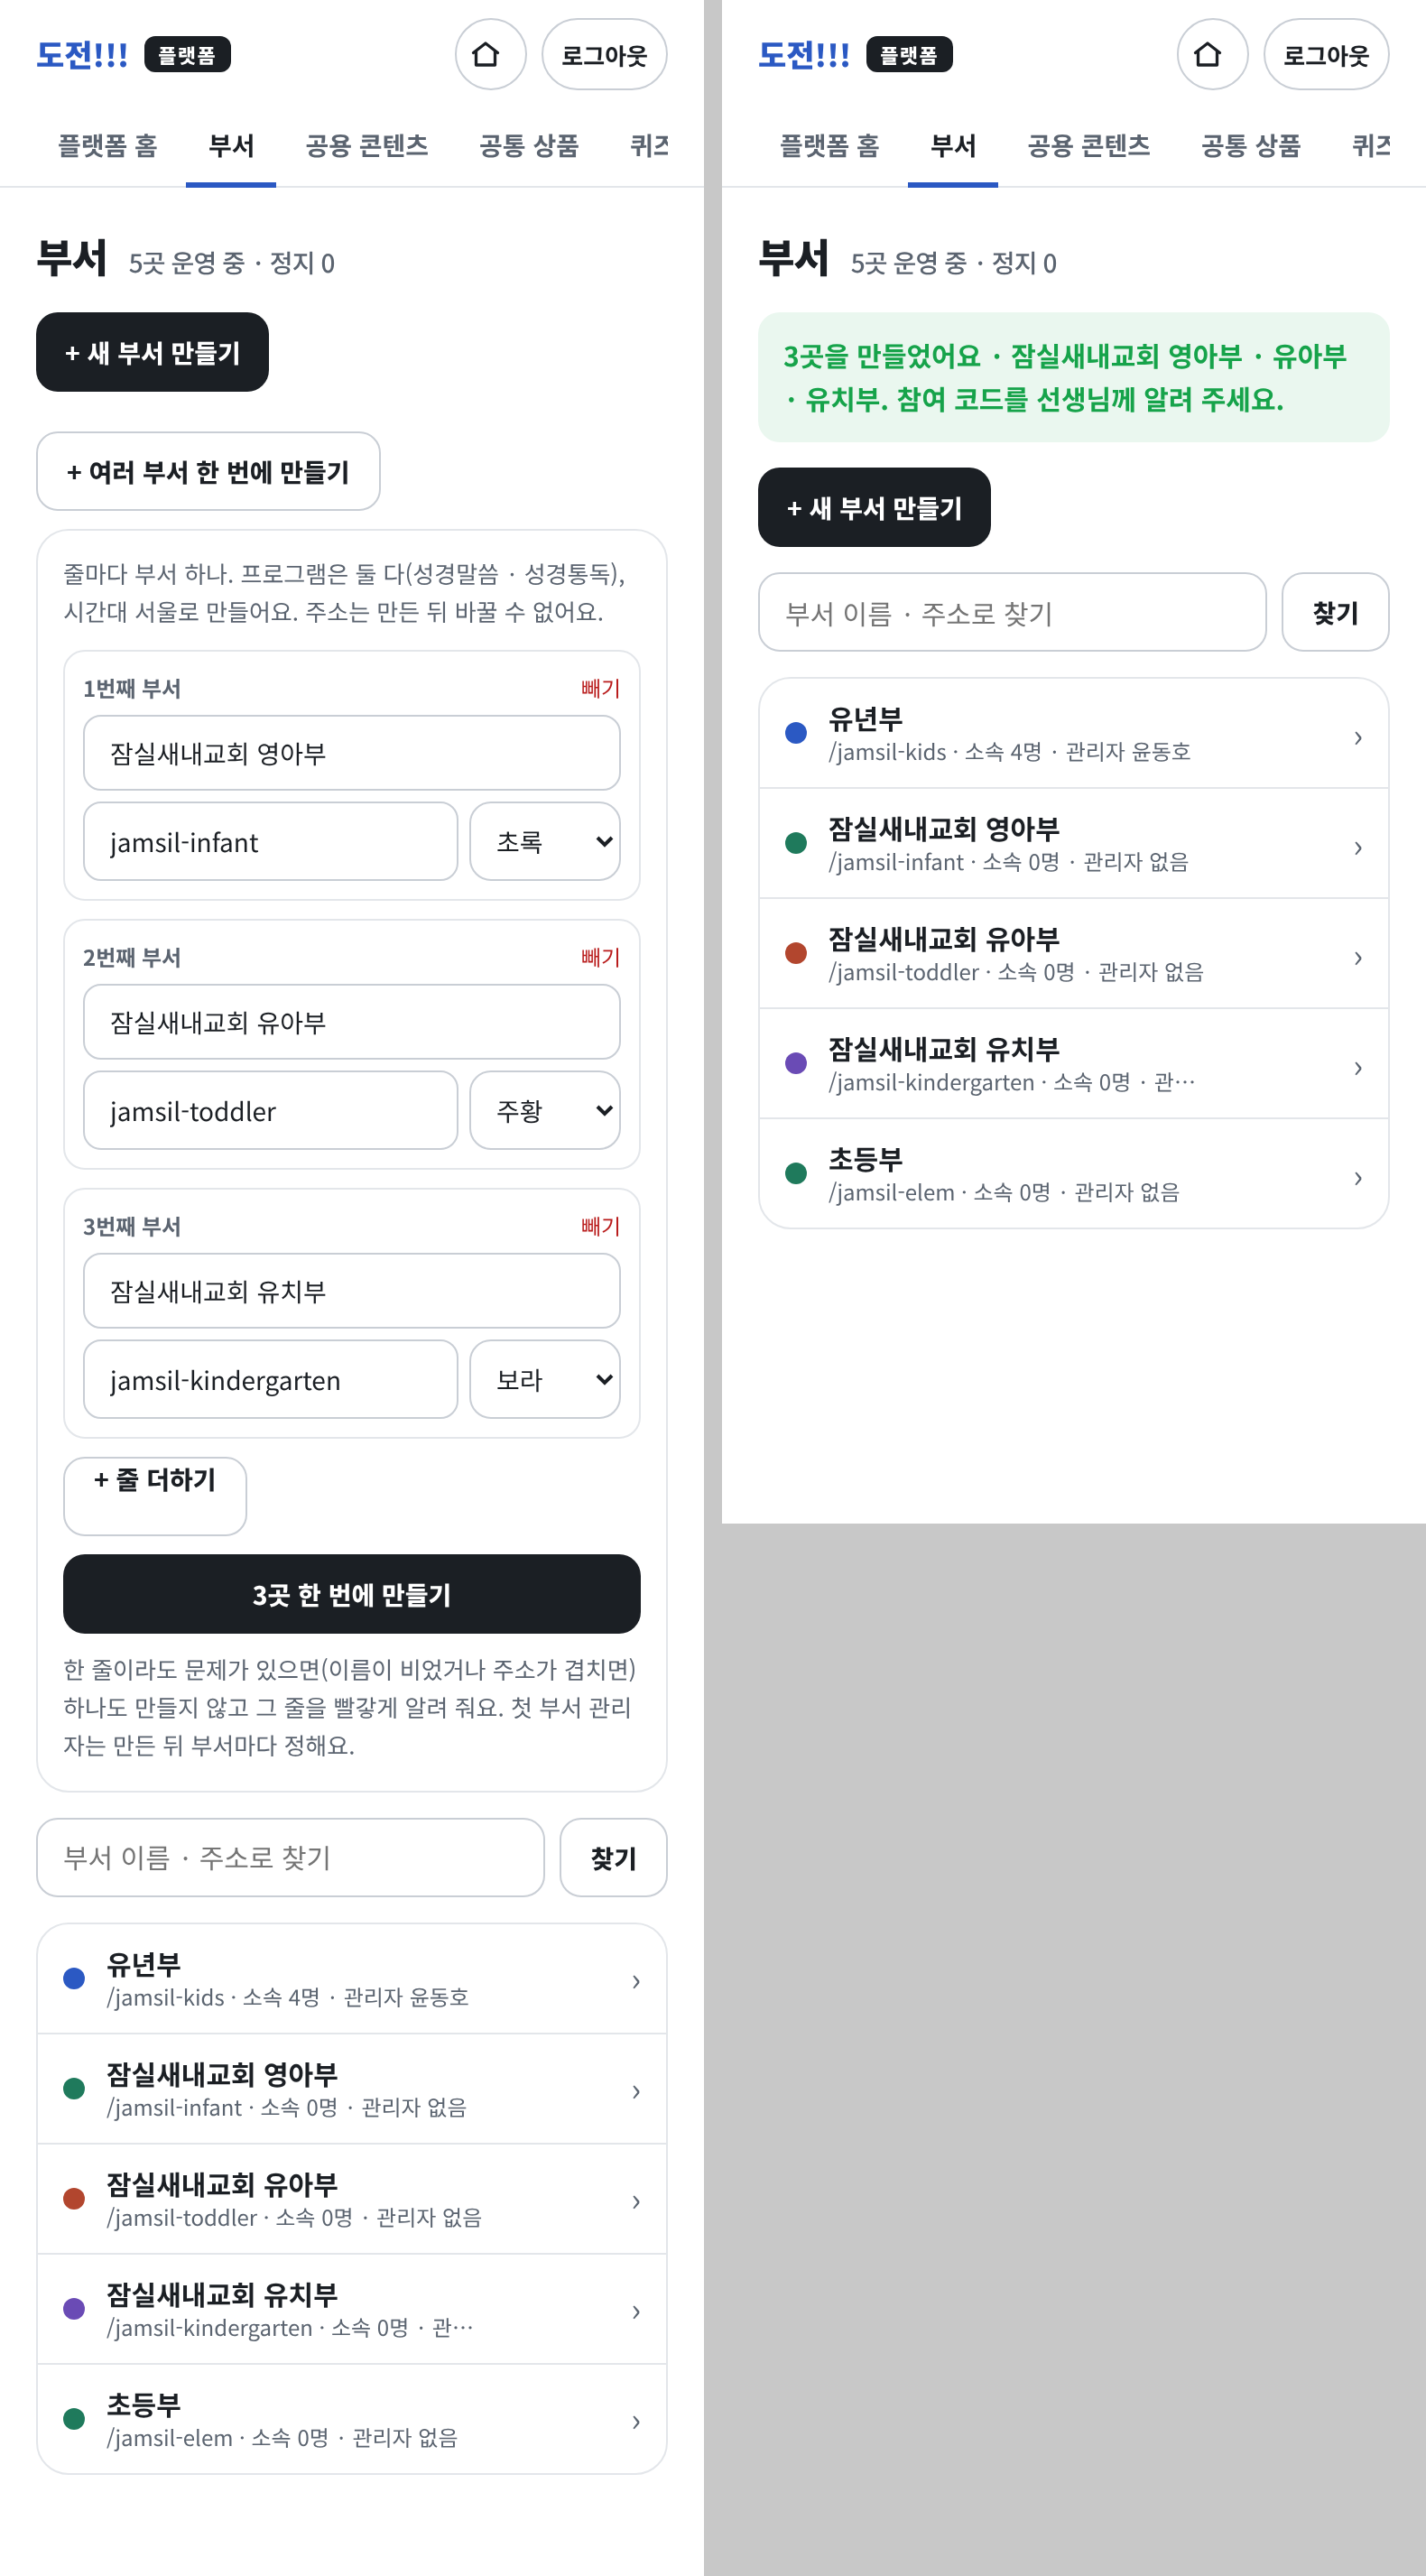 도전!!! 플랫폼 로그아웃
플랫폼 홈 부서 공용 콘텐츠 공통 상품 퀴즈
부서 5곳 운영 중 · 정지 0
+ 새 부서 만들기
+ 여러 부서 한 번에 만들기
줄마다 부서 하나. 프로그램은 둘 다(성경말씀 · 성경통독),
시간대 서울로 만들어요. 주소는 만든 뒤 바꿀 수 없어요.
1번째 부서 빼기
잠실새내교회 영아부
jamsil-infant 초록
2번째 부서 빼기
잠실새내교회 유아부
jamsil-toddler 주황
3번째 부서 빼기
잠실새내교회 유치부
jamsil-kindergarten 보라
+ 줄 더하기
3곳 한 번에 만들기
한 줄이라도 문제가 있으면(이름이 비었거나 주소가 겹치면)
하나도 만들지 않고 그 줄을 빨갛게 알려 줘요. 첫 부서 관리
자는 만든 뒤 부서마다 정해요.
부서 이름 · 주소로 찾기 찾기
유년부
/jamsil-kids · 소속 4명 · 관리자 윤동호
잠실새내교회 영아부
/jamsil-infant · 소속 0명 · 관리자 없음
잠실새내교회 유아부
/jamsil-toddler · 소속 0명 · 관리자 없음
잠실새내교회 유치부
/jamsil-kindergarten · 소속 0명 · 관…
초등부
/jamsil-elem · 소속 0명 · 관리자 없음
도전!!! 플랫폼 로그아웃
플랫폼 홈 부서 공용 콘텐츠 공통 상품 퀴즈
부서 5곳 운영 중 · 정지 0
3곳을 만들었어요 · 잠실새내교회 영아부 · 유아부
· 유치부. 참여 코드를 선생님께 알려 주세요.
+ 새 부서 만들기
부서 이름 · 주소로 찾기 찾기
유년부
/jamsil-kids · 소속 4명 · 관리자 윤동호
잠실새내교회 영아부
/jamsil-infant · 소속 0명 · 관리자 없음
잠실새내교회 유아부
/jamsil-toddler · 소속 0명 · 관리자 없음
잠실새내교회 유치부
/jamsil-kindergarten · 소속 0명 · 관…
초등부
/jamsil-elem · 소속 0명 · 관리자 없음